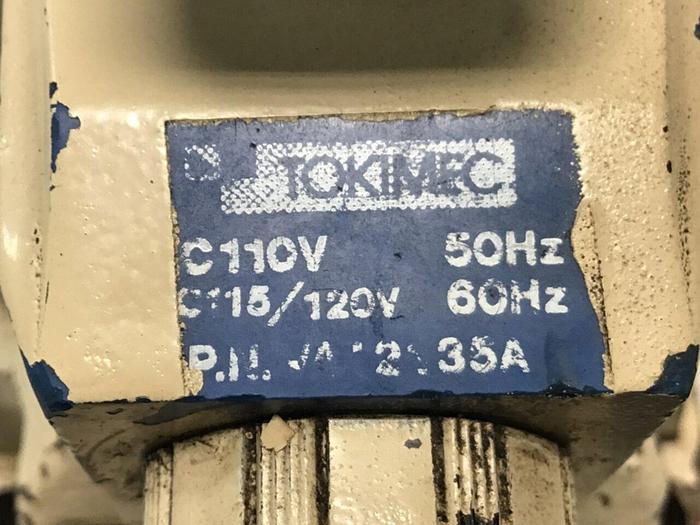 TOKIMEC
C110V 50Hz
C115/120V 60Hz
P.N. 35A